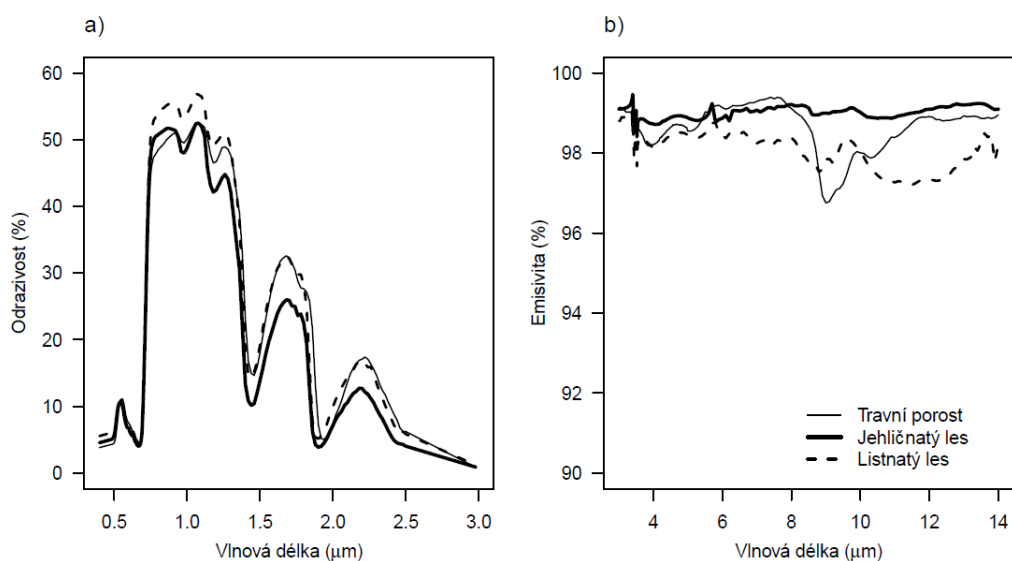 a)
60
50
40
30
20
10
0
Odrazivost (%)
0.5 1.0 1.5 2.0 2.5 3.0
Vlnová délka (μm)
b)
100
98
96
94
92
90
Emisivita (%)
4 6 8 10 12 14
Vlnová délka (μm)
Travní porost
Jehličnatý les
Listnatý les